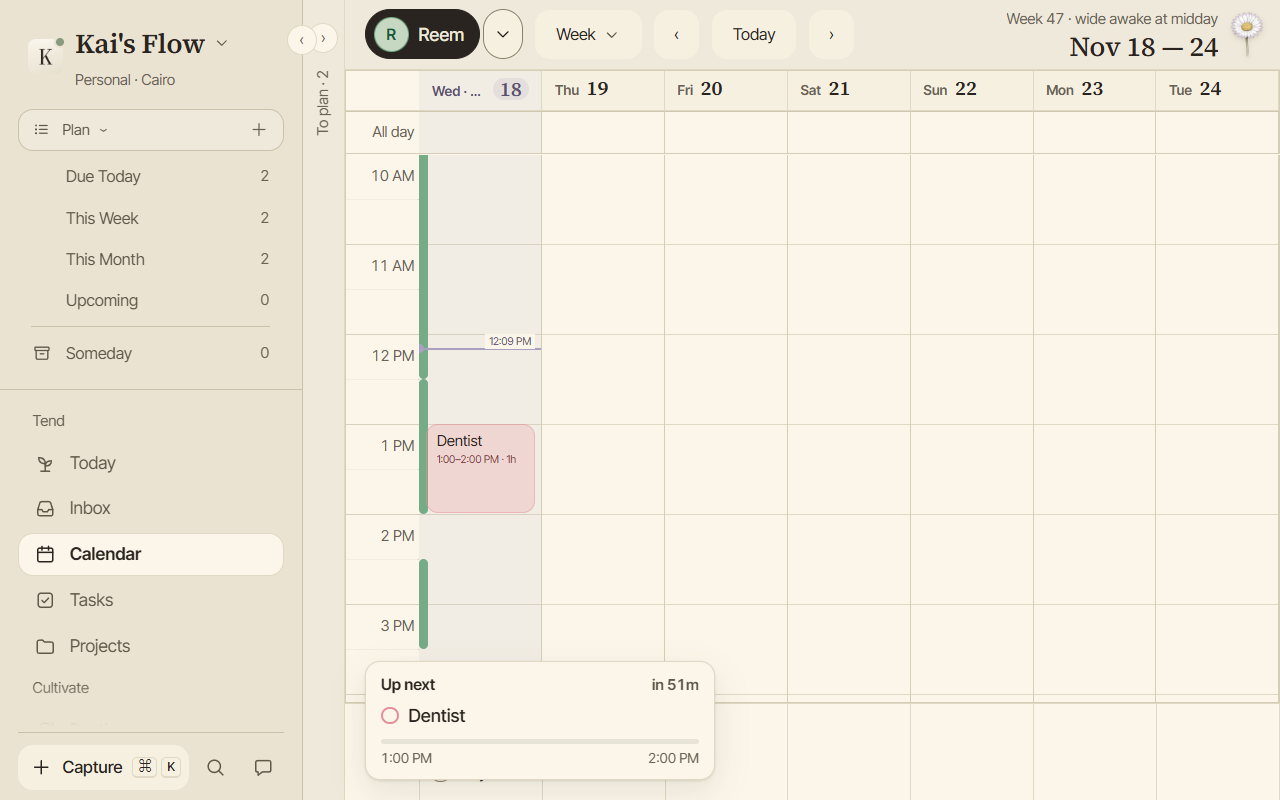 K
Kai's Flow
Personal · Cairo
Plan
Due Today 2
This Week 2
This Month 2
Upcoming 0
Someday 0
Tend
Today
Inbox
Calendar
Tasks
Projects
Cultivate
Capture ⌘ K
‹ ›
To plan · 2
R Reem
Week
‹
Today
›
Week 47 · wide awake at midday
Nov 18 — 24
Wed · ... 18
Thu 19
Fri 20
Sat 21
Sun 22
Mon 23
Tue 24
All day
10 AM
11 AM
12 PM
12:09 PM
1 PM
Dentist
1:00–2:00 PM · 1h
2 PM
3 PM
Up next in 51m
Dentist
1:00 PM 2:00 PM